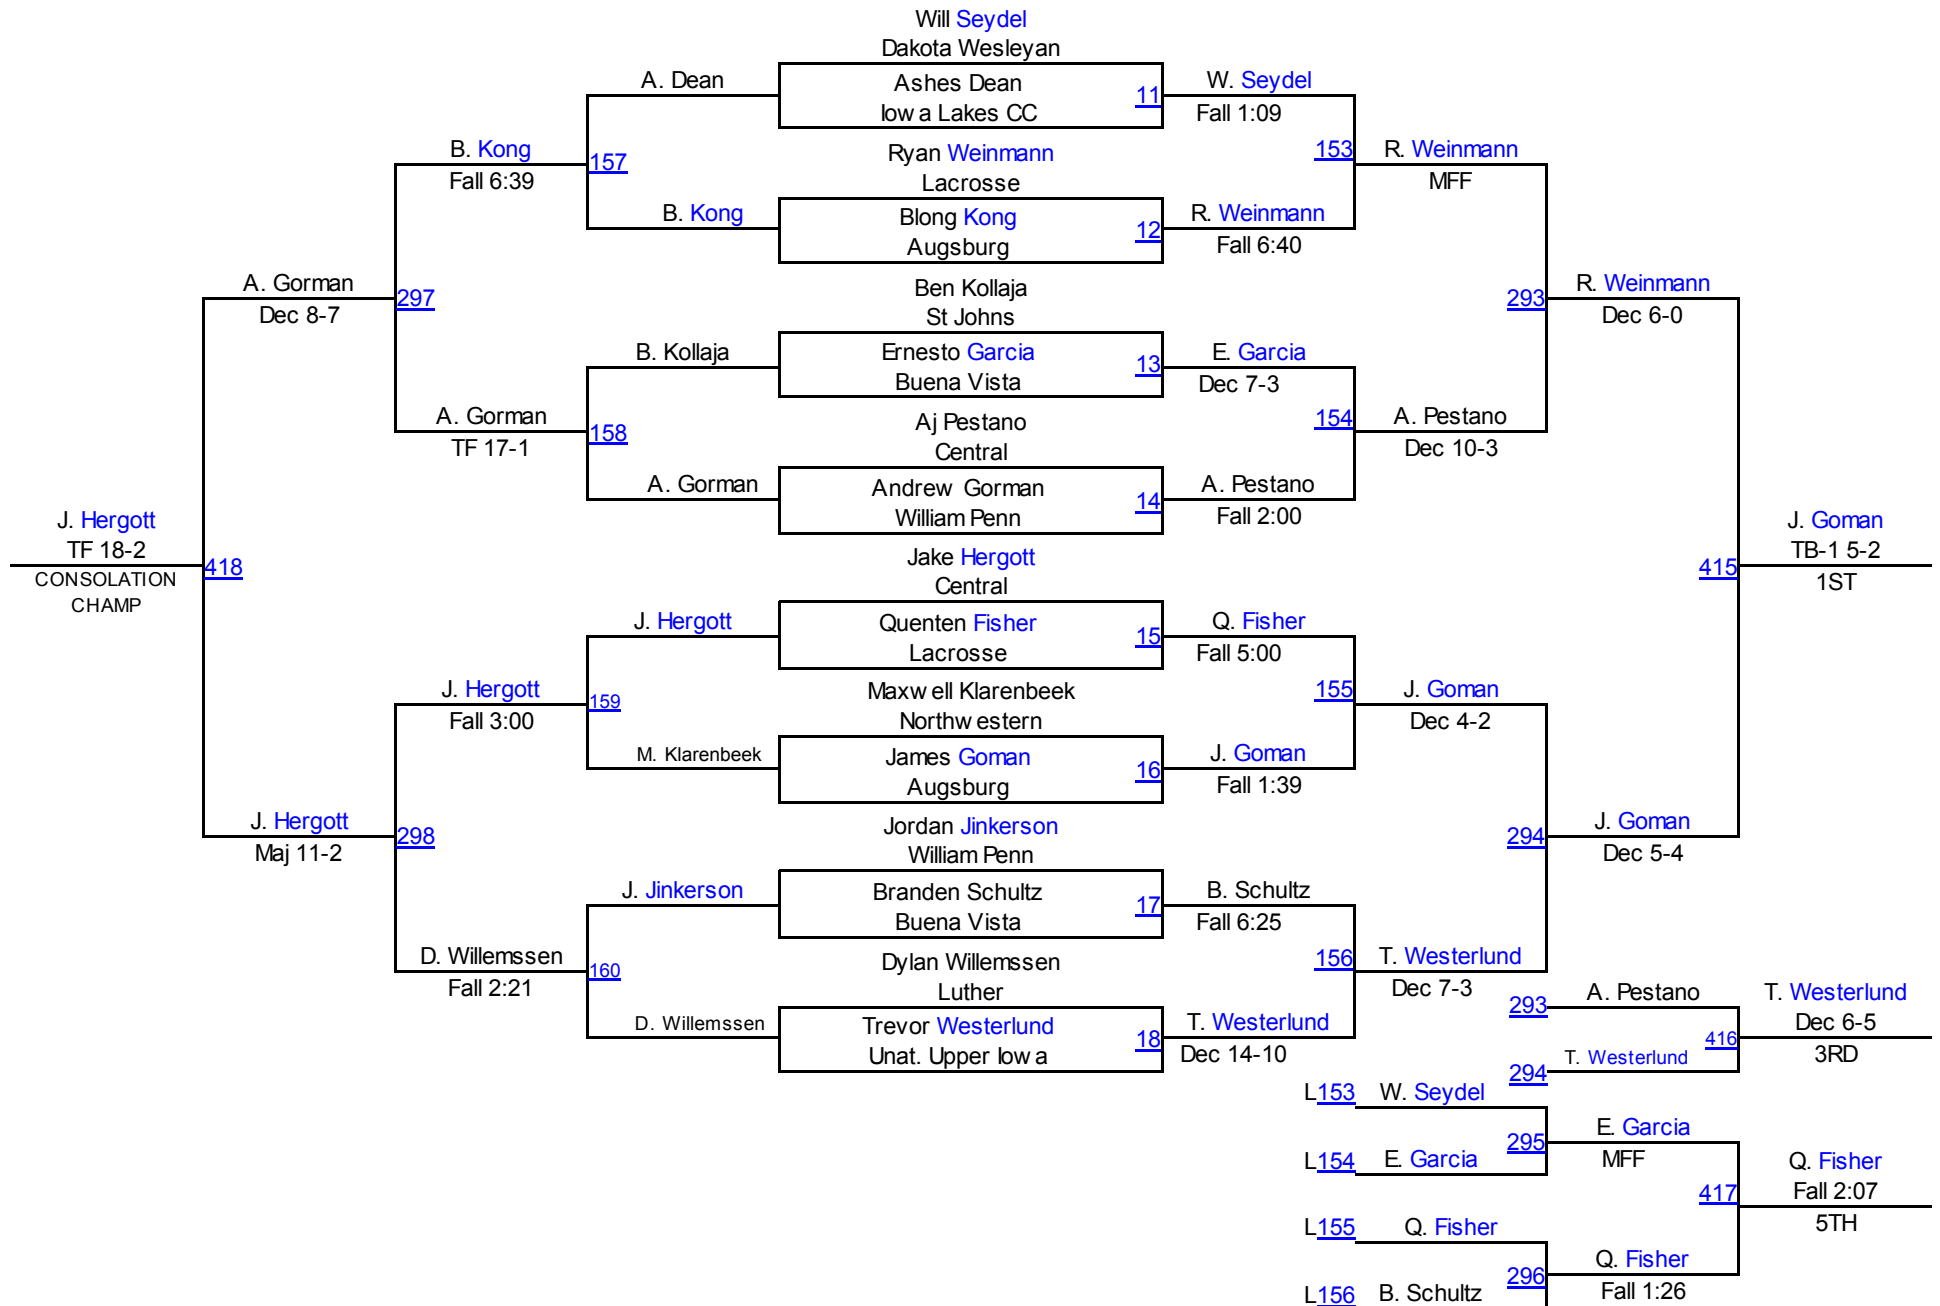 Will Seydel
Dakota Wesleyan
A. Dean
Ashes Dean
Iowa Lakes CC
11
W. Seydel
Fall 1:09
B. Kong
Fall 6:39
157
Ryan Weinmann
Lacrosse
153
R. Weinmann
MFF
B. Kong
Blong Kong
Augsburg
12
R. Weinmann
Fall 6:40
A. Gorman
Dec 8-7
297
Ben Kollaja
St Johns
293
R. Weinmann
Dec 6-0
B. Kollaja
Ernesto Garcia
Buena Vista
13
E. Garcia
Dec 7-3
A. Gorman
TF 17-1
158
Aj Pestano
Central
154
A. Pestano
Dec 10-3
A. Gorman
Andrew Gorman
William Penn
14
A. Pestano
Fall 2:00
J. Hergott
TF 18-2
CONSOLATION
CHAMP
418
Jake Hergott
Central
415
J. Goman
TB-1 5-2
1ST
J. Hergott
Quenten Fisher
Lacrosse
15
Q. Fisher
Fall 5:00
J. Hergott
Fall 3:00
159
Maxwell Klarenbeek
Northwestern
155
J. Goman
Dec 4-2
M. Klarenbeek
James Goman
Augsburg
16
J. Goman
Fall 1:39
J. Hergott
Maj 11-2
298
Jordan Jinkerson
William Penn
294
J. Goman
Dec 5-4
J. Jinkerson
Branden Schultz
Buena Vista
17
B. Schultz
Fall 6:25
D. Willemssen
Fall 2:21
160
Dylan Willemssen
Luther
156
T. Westerlund
Dec 7-3
D. Willemssen
Trevor Westerlund
Unat. Upper Iowa
18
T. Westerlund
Dec 14-10
293
A. Pestano
294
T. Westerlund
416
T. Westerlund
Dec 6-5
3RD
L153
W. Seydel
L154
E. Garcia
295
E. Garcia
MFF
417
Q. Fisher
Fall 2:07
5TH
L155
Q. Fisher
L156
B. Schultz
296
Q. Fisher
Fall 1:26